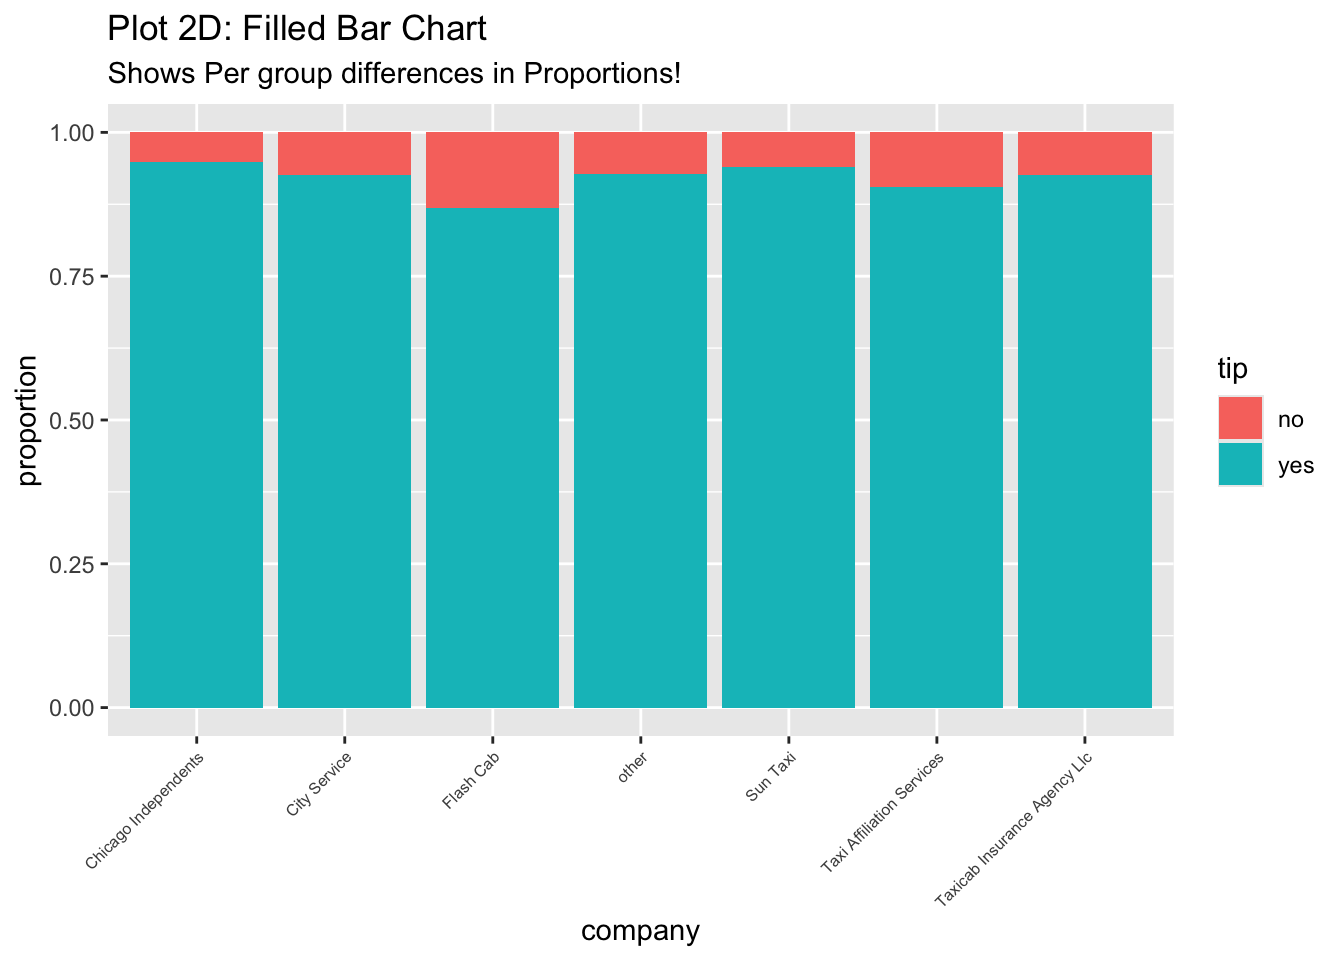 Plot 2D: Filled Bar Chart
Shows Per group differences in Proportions!
proportion
1.00
0.75
0.50
0.25
0.00
Chicago Independents
City Service
Flash Cab
other
Sun Taxi
Taxi Affiliation Services
Taxicab Insurance Agency Llc
company
tip
no
yes